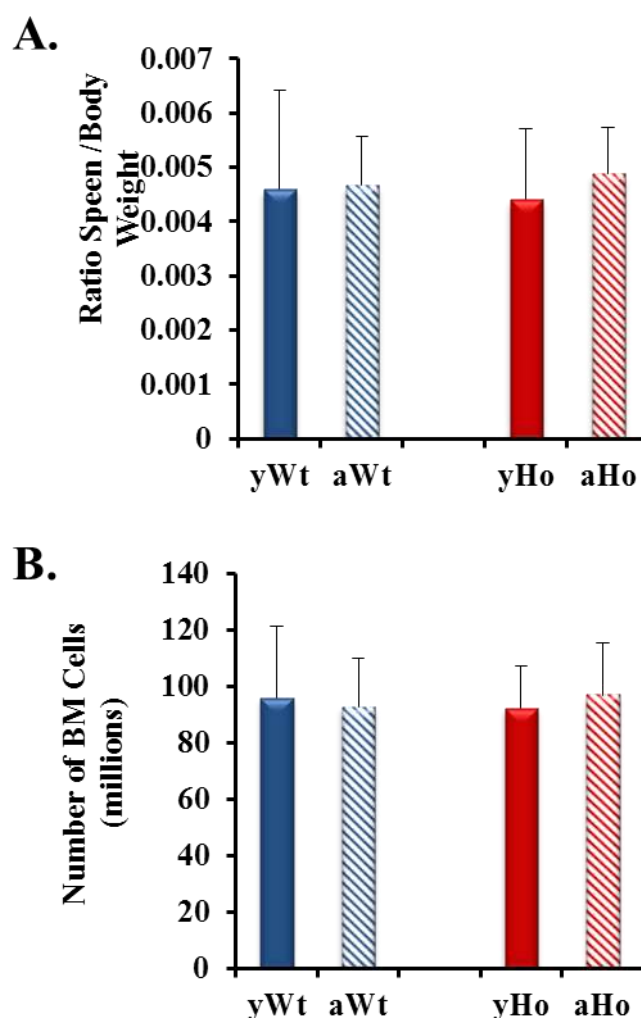 A.
Ratio Speen /Body
Weight
0.007
0.006
0.005
0.004
0.003
0.002
0.001
0
yWt aWt yHo aHo
B.
Number of BM Cells
(millions)
140
120
100
80
60
40
20
0
yWt aWt yHo aHo